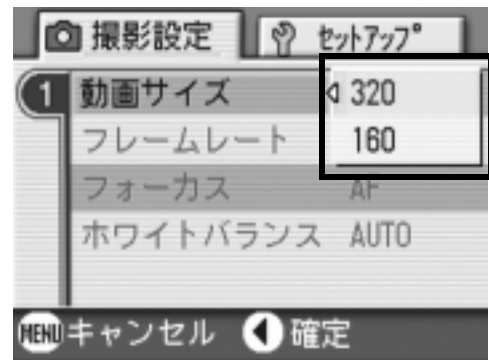 撮影設定 セットアップ
1 動画サイズ 320
フレームレート 160
フォーカス AF
ホワイトバランス AUTO
MENU キャンセル 確定